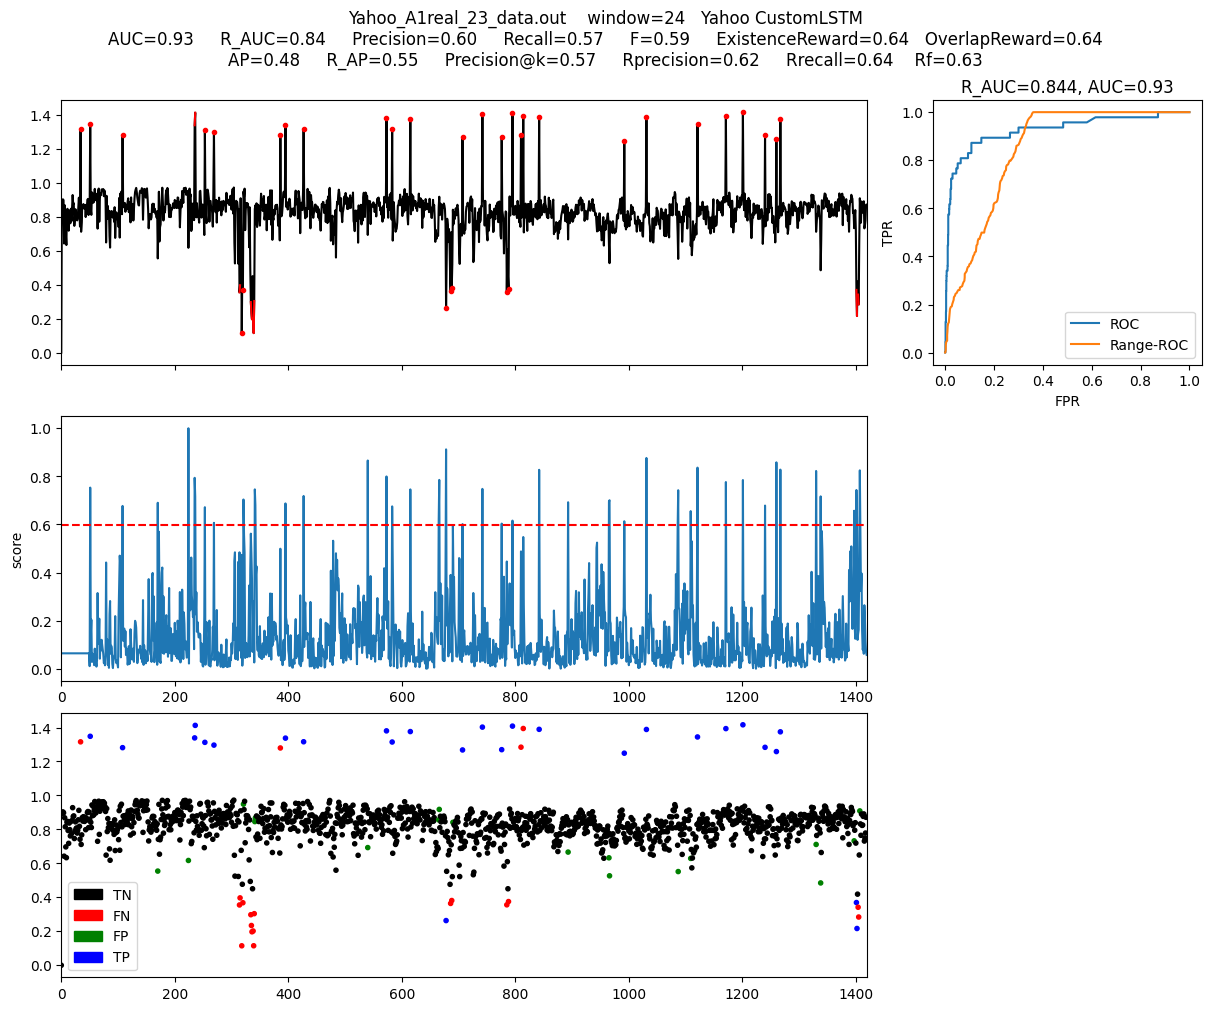 Yahoo_A1real_23_data.out    window=24   Yahoo CustomLSTM
AUC=0.93     R_AUC=0.84     Precision=0.60     Recall=0.57     F=0.59     ExistenceReward=0.64   OverlapReward=0.64
AP=0.48     R_AP=0.55     Precision@k=0.57     Rprecision=0.62     Rrecall=0.64    Rf=0.63
R_AUC=0.844, AUC=0.93
1.4
1.2
1.0
0.8
0.6
0.4
0.2
0.0
TPR
1.0
0.8
0.6
0.4
0.2
0.0
ROC
Range-ROC
0.0 0.2 0.4 0.6 0.8 1.0
FPR
score
1.0
0.8
0.6
0.4
0.2
0.0
0 200 400 600 800 1000 1200 1400
1.4
1.2
1.0
0.8
0.6
0.4
0.2
0.0
TN
FN
FP
TP
0 200 400 600 800 1000 1200 1400